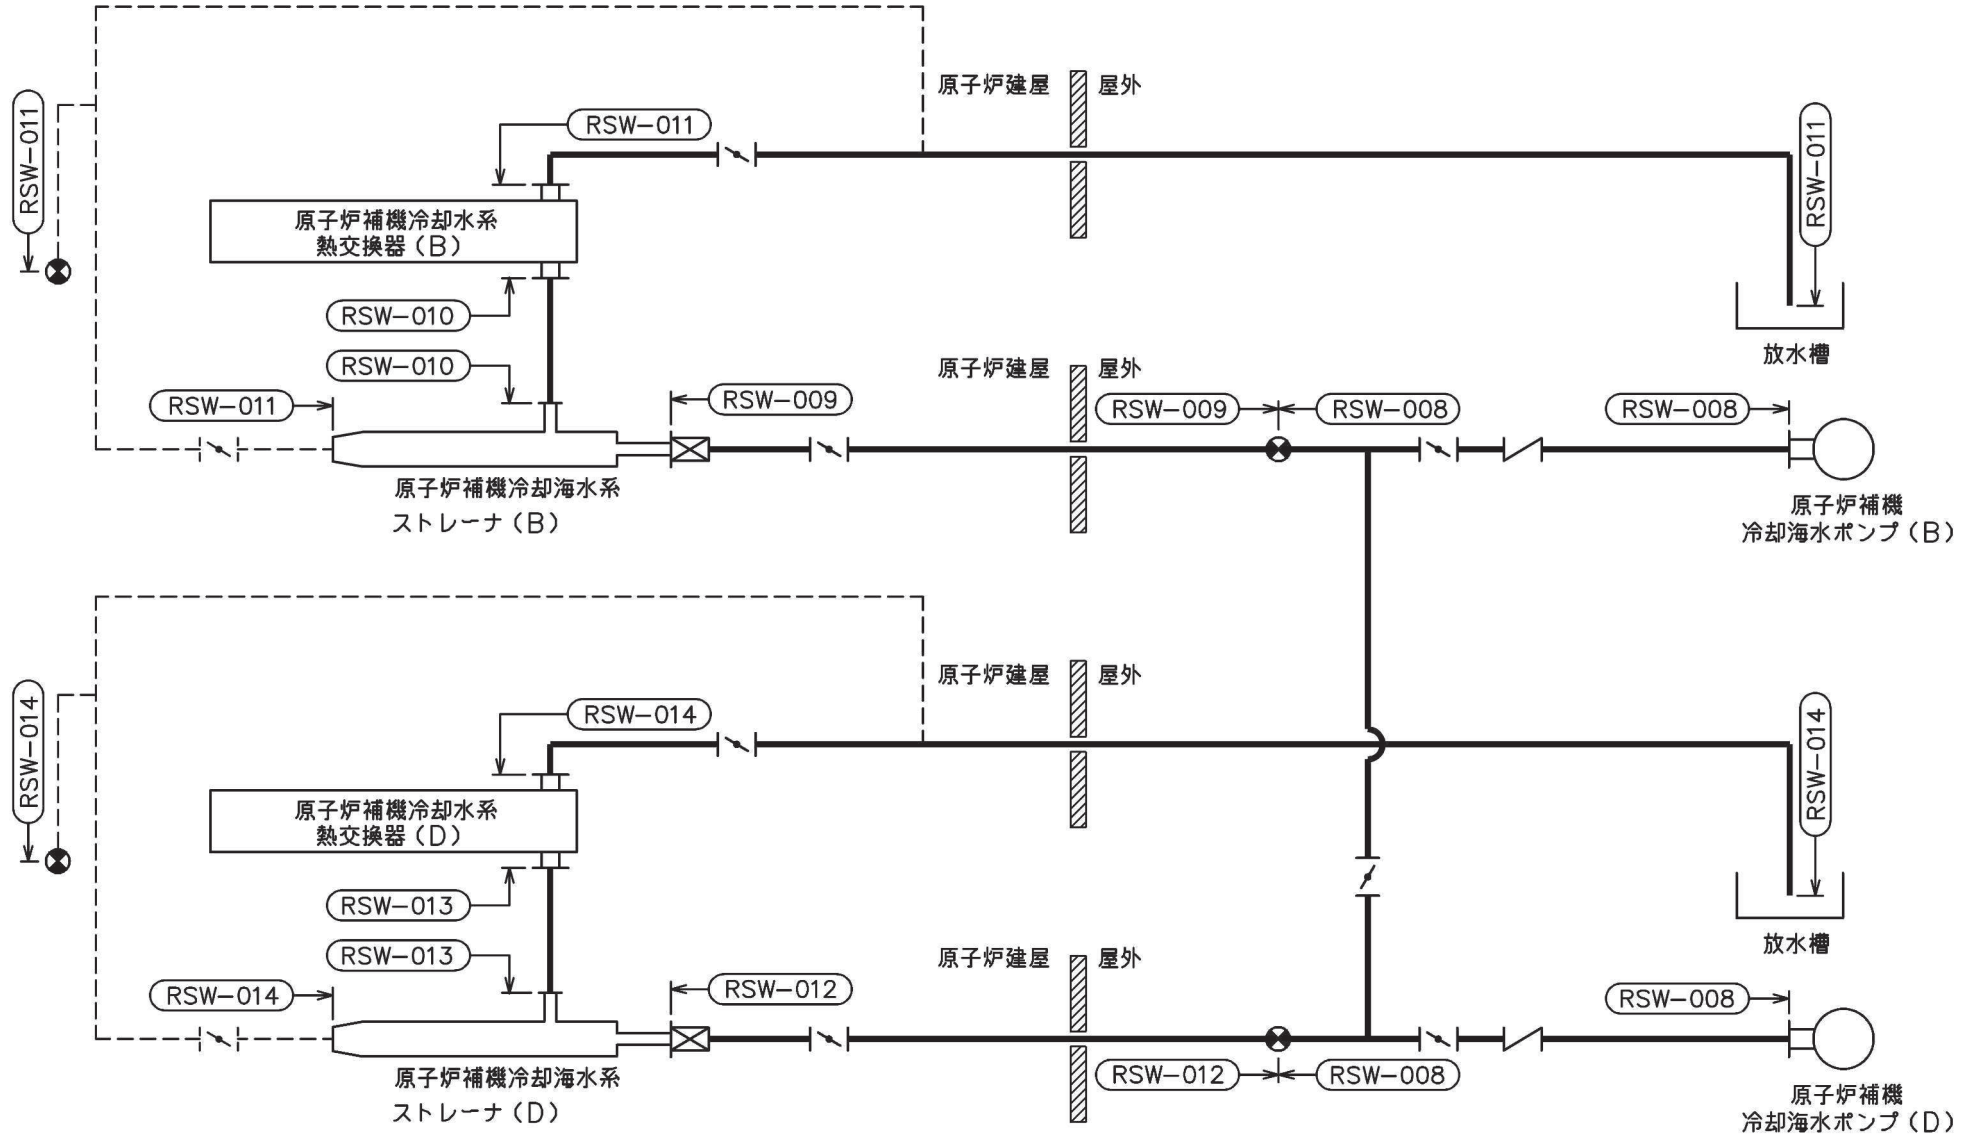 原子炉建屋
屋外
RSW-011
RSW-011
RSW-011
原子炉補機冷却水系
熱交換器(B)
RSW-010
放水槽
RSW-010
原子炉建屋
屋外
RSW-011
RSW-009
RSW-009
RSW-008
RSW-008
原子炉補機冷却海水系
ストレーナ(B)
原子炉補機
冷却海水ポンプ(B)
原子炉建屋
屋外
RSW-014
RSW-014
RSW-014
原子炉補機冷却水系
熱交換器(D)
RSW-013
放水槽
RSW-013
原子炉建屋
屋外
RSW-014
RSW-012
RSW-008
原子炉補機冷却海水系
ストレーナ(D)
RSW-012
RSW-008
原子炉補機
冷却海水ポンプ(D)